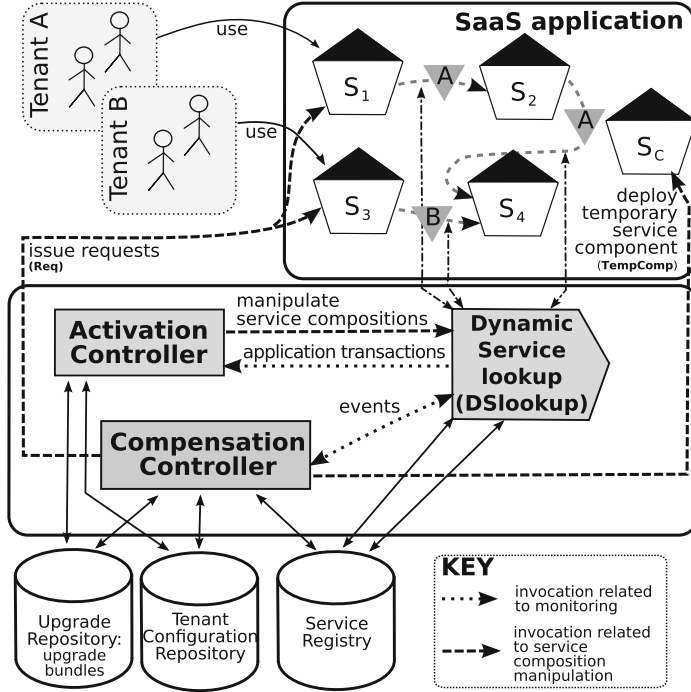 Tenant A
Tenant B
use
use
SaaS application
S1
A
S2
A
SC
S3
B
S4
deploy
temporary
service
component
(TempComp)
issue requests
(Req)
manipulate
service compositions
Activation
Controller
application transactions
Dynamic
Service
lookup
(DSlookup)
events
Compensation
Controller
Upgrade
Repository:
upgrade
bundles
Tenant
Configuration
Repository
Service
Registry
KEY
invocation related
to monitoring
invocation related
to service
composition
manipulation